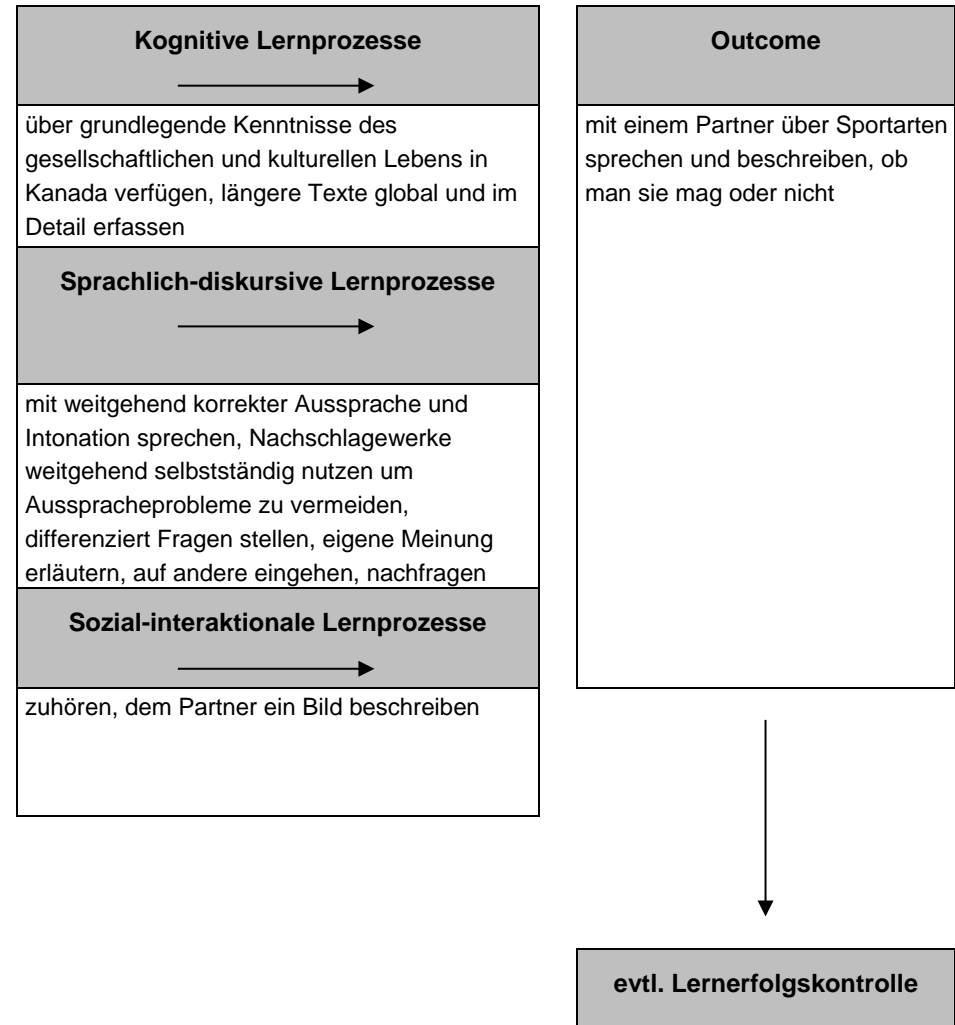 Kognitive Lernprozesse
über grundlegende Kenntnisse des
gesellschaftlichen und kulturellen Lebens in
Kanada verfügen, längere Texte global und im
Detail erfassen
Sprachlich-diskursive Lernprozesse
mit weitgehend korrekter Aussprache und
Intonation sprechen, Nachschlagewerke
weitgehend selbstständig nutzen um
Ausspracheprobleme zu vermeiden,
differenziert Fragen stellen, eigene Meinung
erläutern, auf andere eingehen, nachfragen
Sozial-interaktionale Lernprozesse
zuhören, dem Partner ein Bild beschreiben
Outcome
mit einem Partner über Sportarten
sprechen und beschreiben, ob
man sie mag oder nicht
evtl. Lernerfolgskontrolle